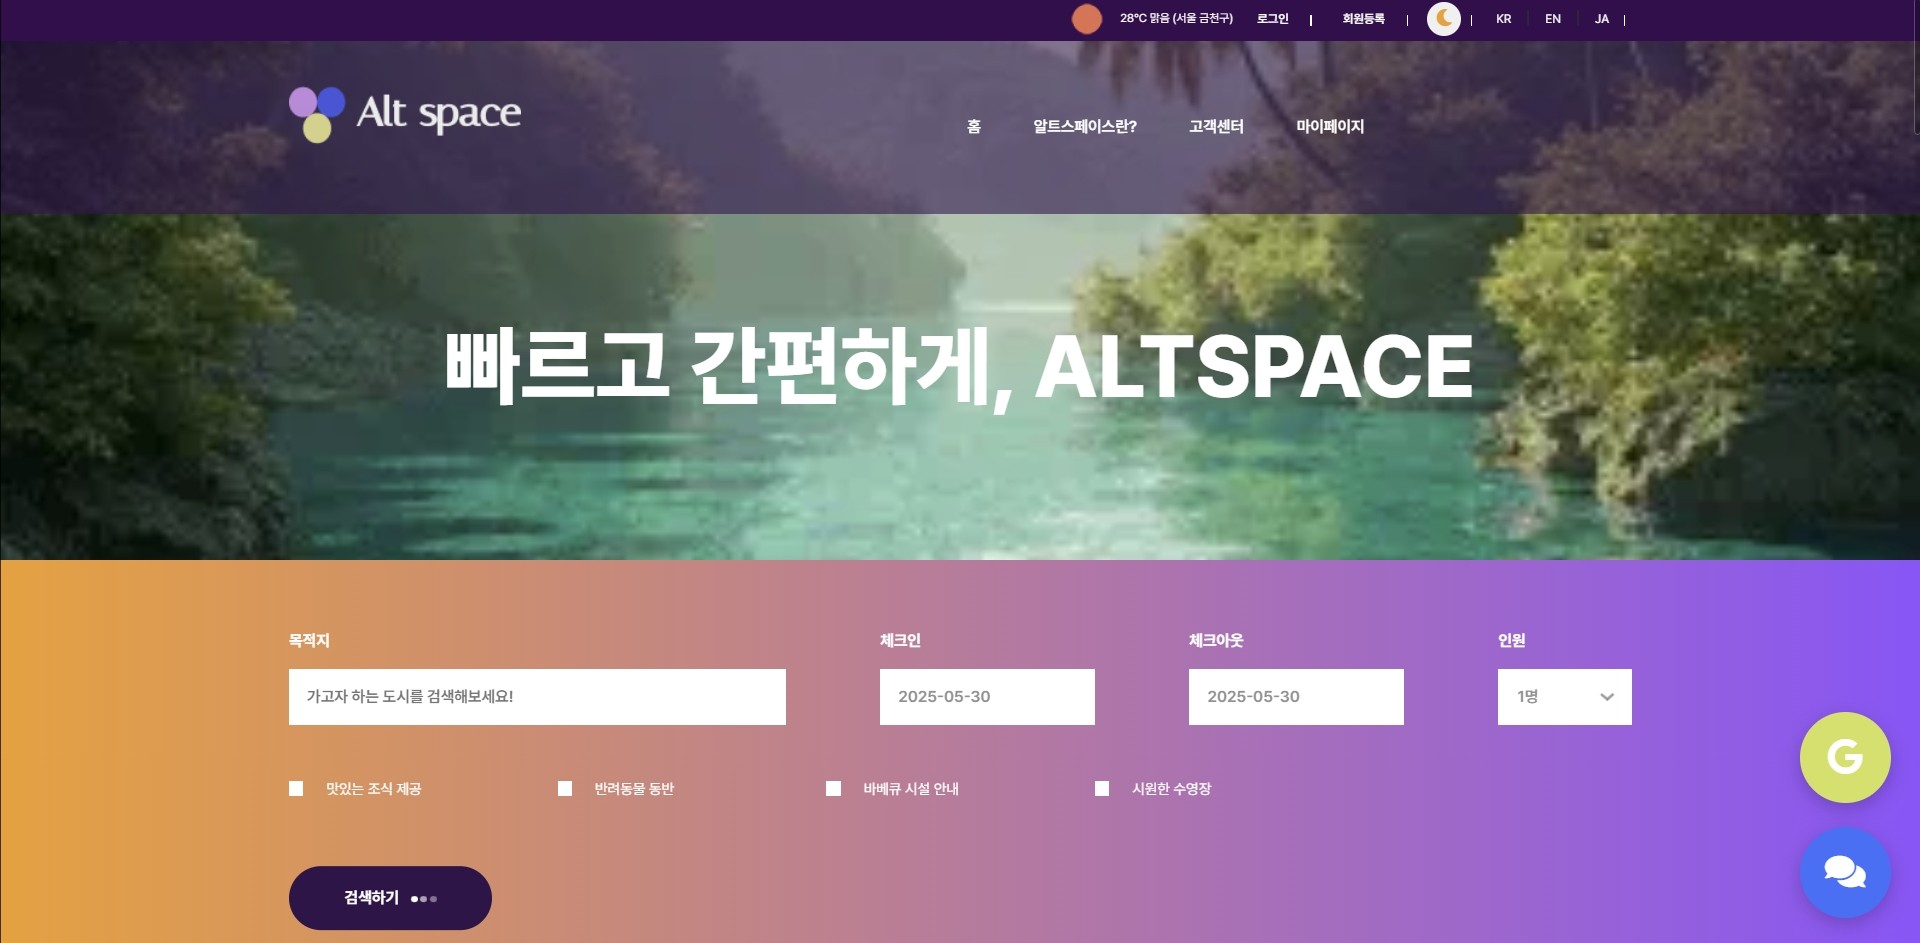 28°C 맑음 (서울 금천구) 로그인 | 회원등록 | | KR EN JA |
Alt space
홈 알트스페이스란? 고객센터 마이페이지
빠르고 간편하게, ALTSPACE
목적지 체크인 체크아웃 인원
가고자 하는 도시를 검색해보세요! 2025-05-30 2025-05-30 1명
맛있는 조식 제공 반려동물 동반 바베큐 시설 안내 시원한 수영장
G
검색하기